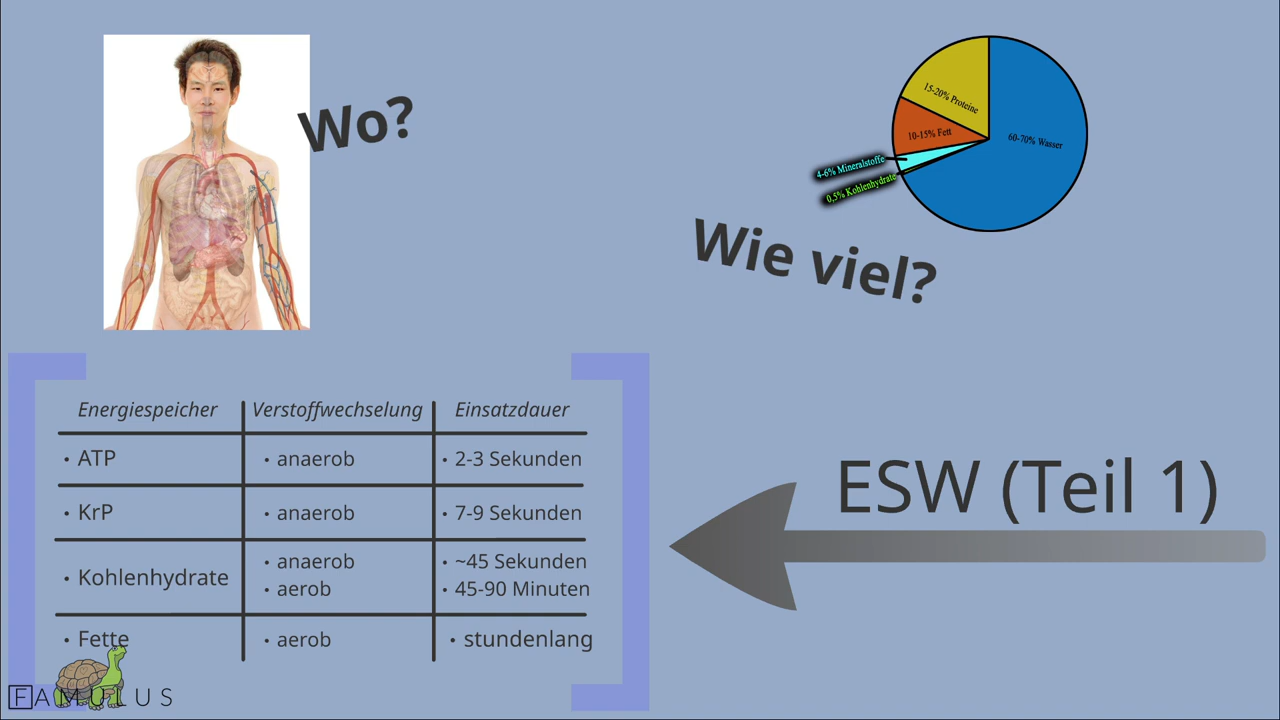 Wo?
15-20% Proteine
10-15% Fett
60-70% Wasser
4-6% Mineralstoffe
0,5% Kohlenhydrate
Wie viel?
Energiespeicher Verstoffwechselung Einsatzdauer
• ATP • anaerob • 2-3 Sekunden
• KrP • anaerob • 7-9 Sekunden
• Kohlenhydrate • anaerob • ~45 Sekunden
• aerob • 45-90 Minuten
• Fette • aerob • stundenlang
ESW (Teil 1)
FAMULUS